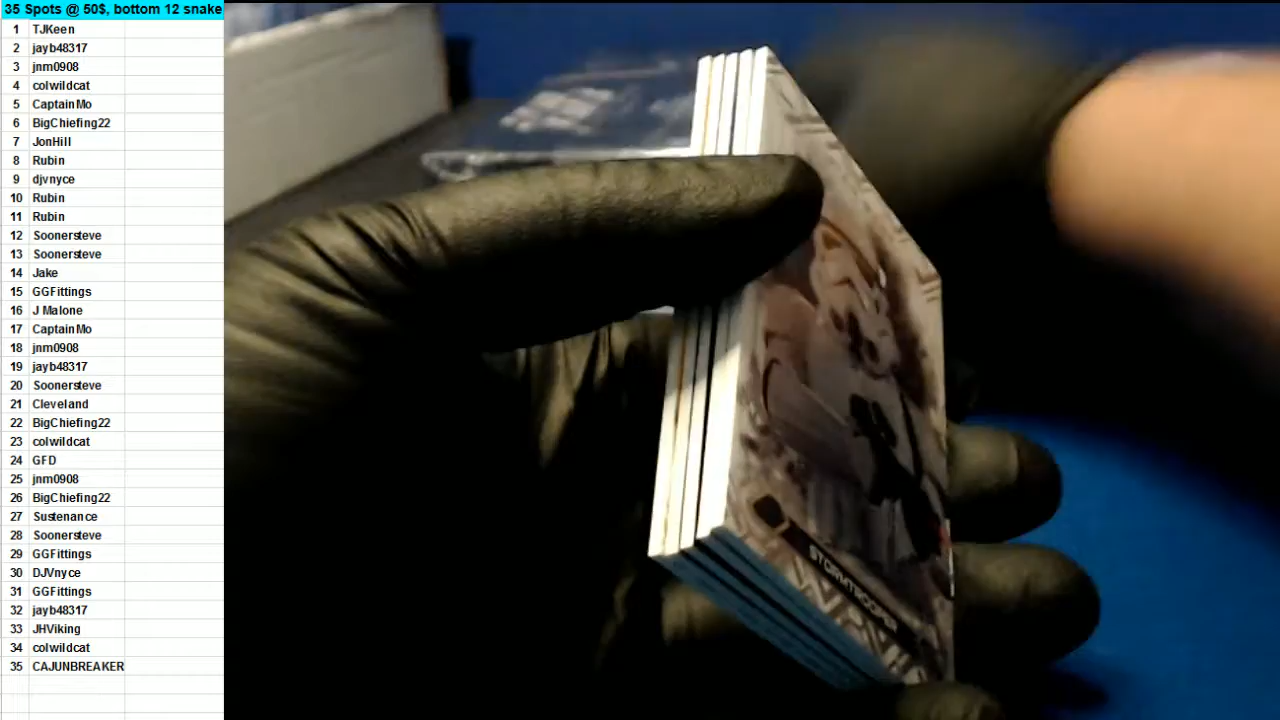 35 Spots @ 50$, bottom 12 snake
1 TJKeen
2 jayb48317
3 jnm0908
4 colwildcat
5 CaptainMo
6 BigChiefing22
7 JonHill
8 Rubin
9 djvnyce
10 Rubin
11 Rubin
12 Soonersteve
13 Soonersteve
14 Jake
15 GGFittings
16 J Malone
17 CaptainMo
18 jnm0908
19 jayb48317
20 Soonersteve
21 Cleveland
22 BigChiefing22
23 colwildcat
24 GFD
25 jnm0908
26 BigChiefing22
27 Sustenance
28 Soonersteve
29 GGFittings
30 DJVnyce
31 GGFittings
32 jayb48317
33 JHViking
34 colwildcat
35 CAJUNBREAKER
STORMTROOPER